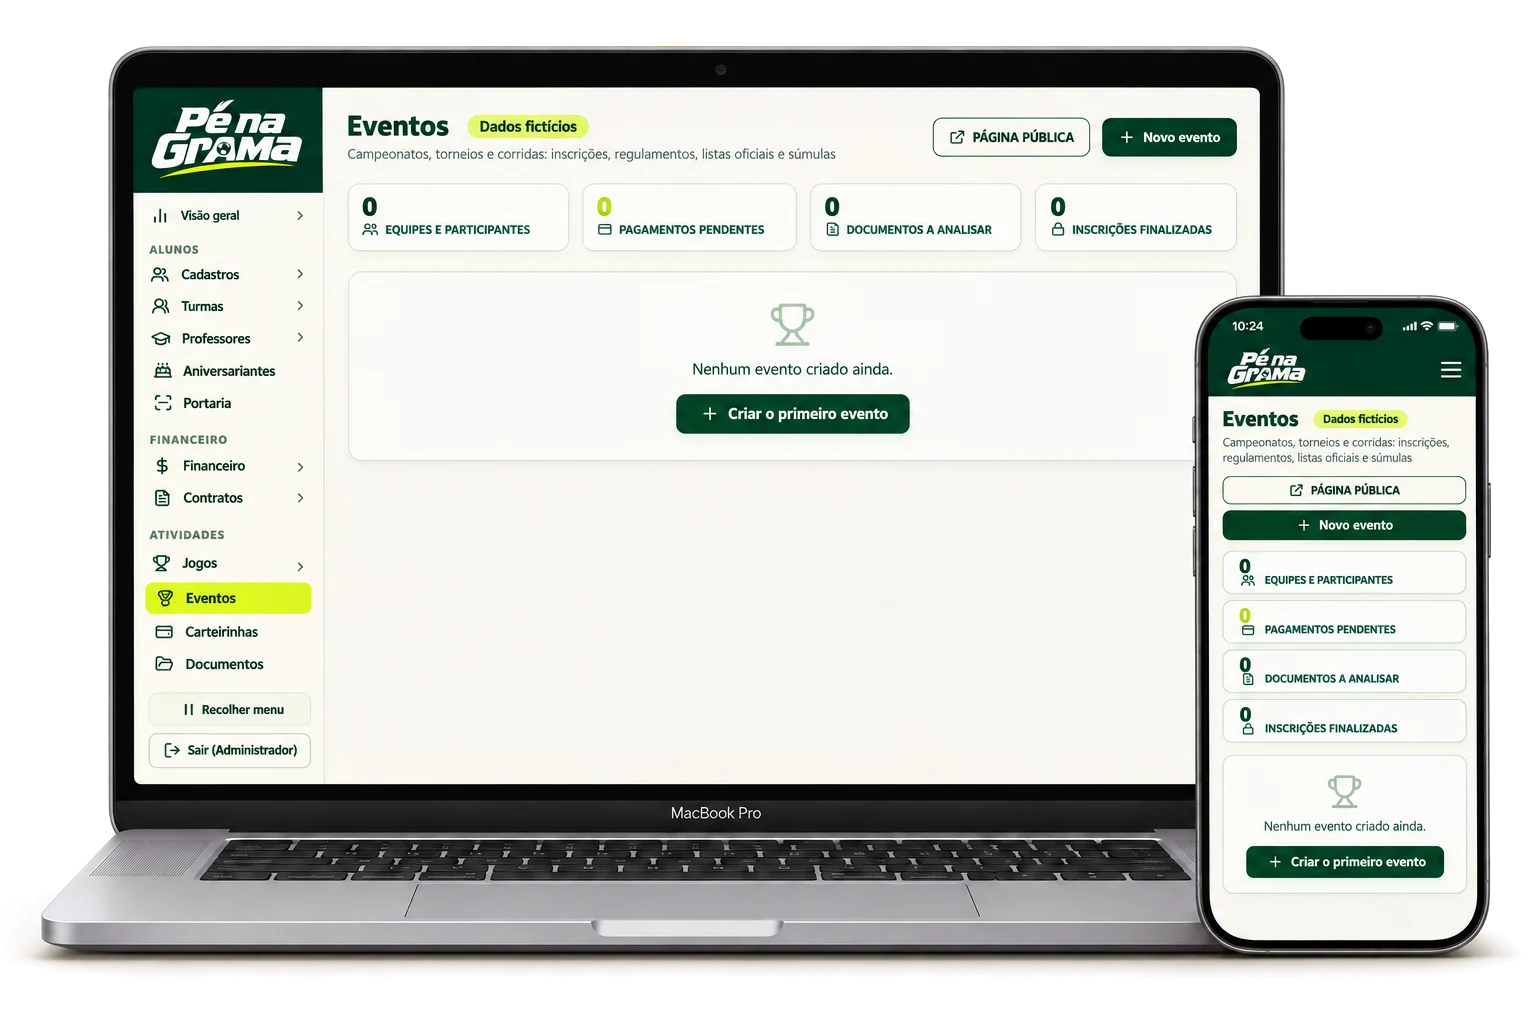 Pé na
Grama
Visão geral
ALUNOS
Cadastros
Turmas
Professores
Aniversariantes
Portaria
FINANCEIRO
Financeiro
Contratos
ATIVIDADES
Jogos
Eventos
Carteirinhas
Documentos
Recolher menu
Sair (Administrador)
Eventos Dados fictícios
Campeonatos, torneios e corridas: inscrições, regulamentos, listas oficiais e súmulas
PÁGINA PÚBLICA
+ Novo evento
0
EQUIPES E PARTICIPANTES
0
PAGAMENTOS PENDENTES
0
DOCUMENTOS A ANALISAR
0
INSCRIÇÕES FINALIZADAS
Nenhum evento criado ainda.
+ Criar o primeiro evento
MacBook Pro
10:24
Pé na
Grama
Eventos Dados fictícios
Campeonatos, torneios e corridas: inscrições,
regulamentos, listas oficiais e súmulas
PÁGINA PÚBLICA
+ Novo evento
0
EQUIPES E PARTICIPANTES
0
PAGAMENTOS PENDENTES
0
DOCUMENTOS A ANALISAR
0
INSCRIÇÕES FINALIZADAS
Nenhum evento criado ainda.
+ Criar o primeiro evento